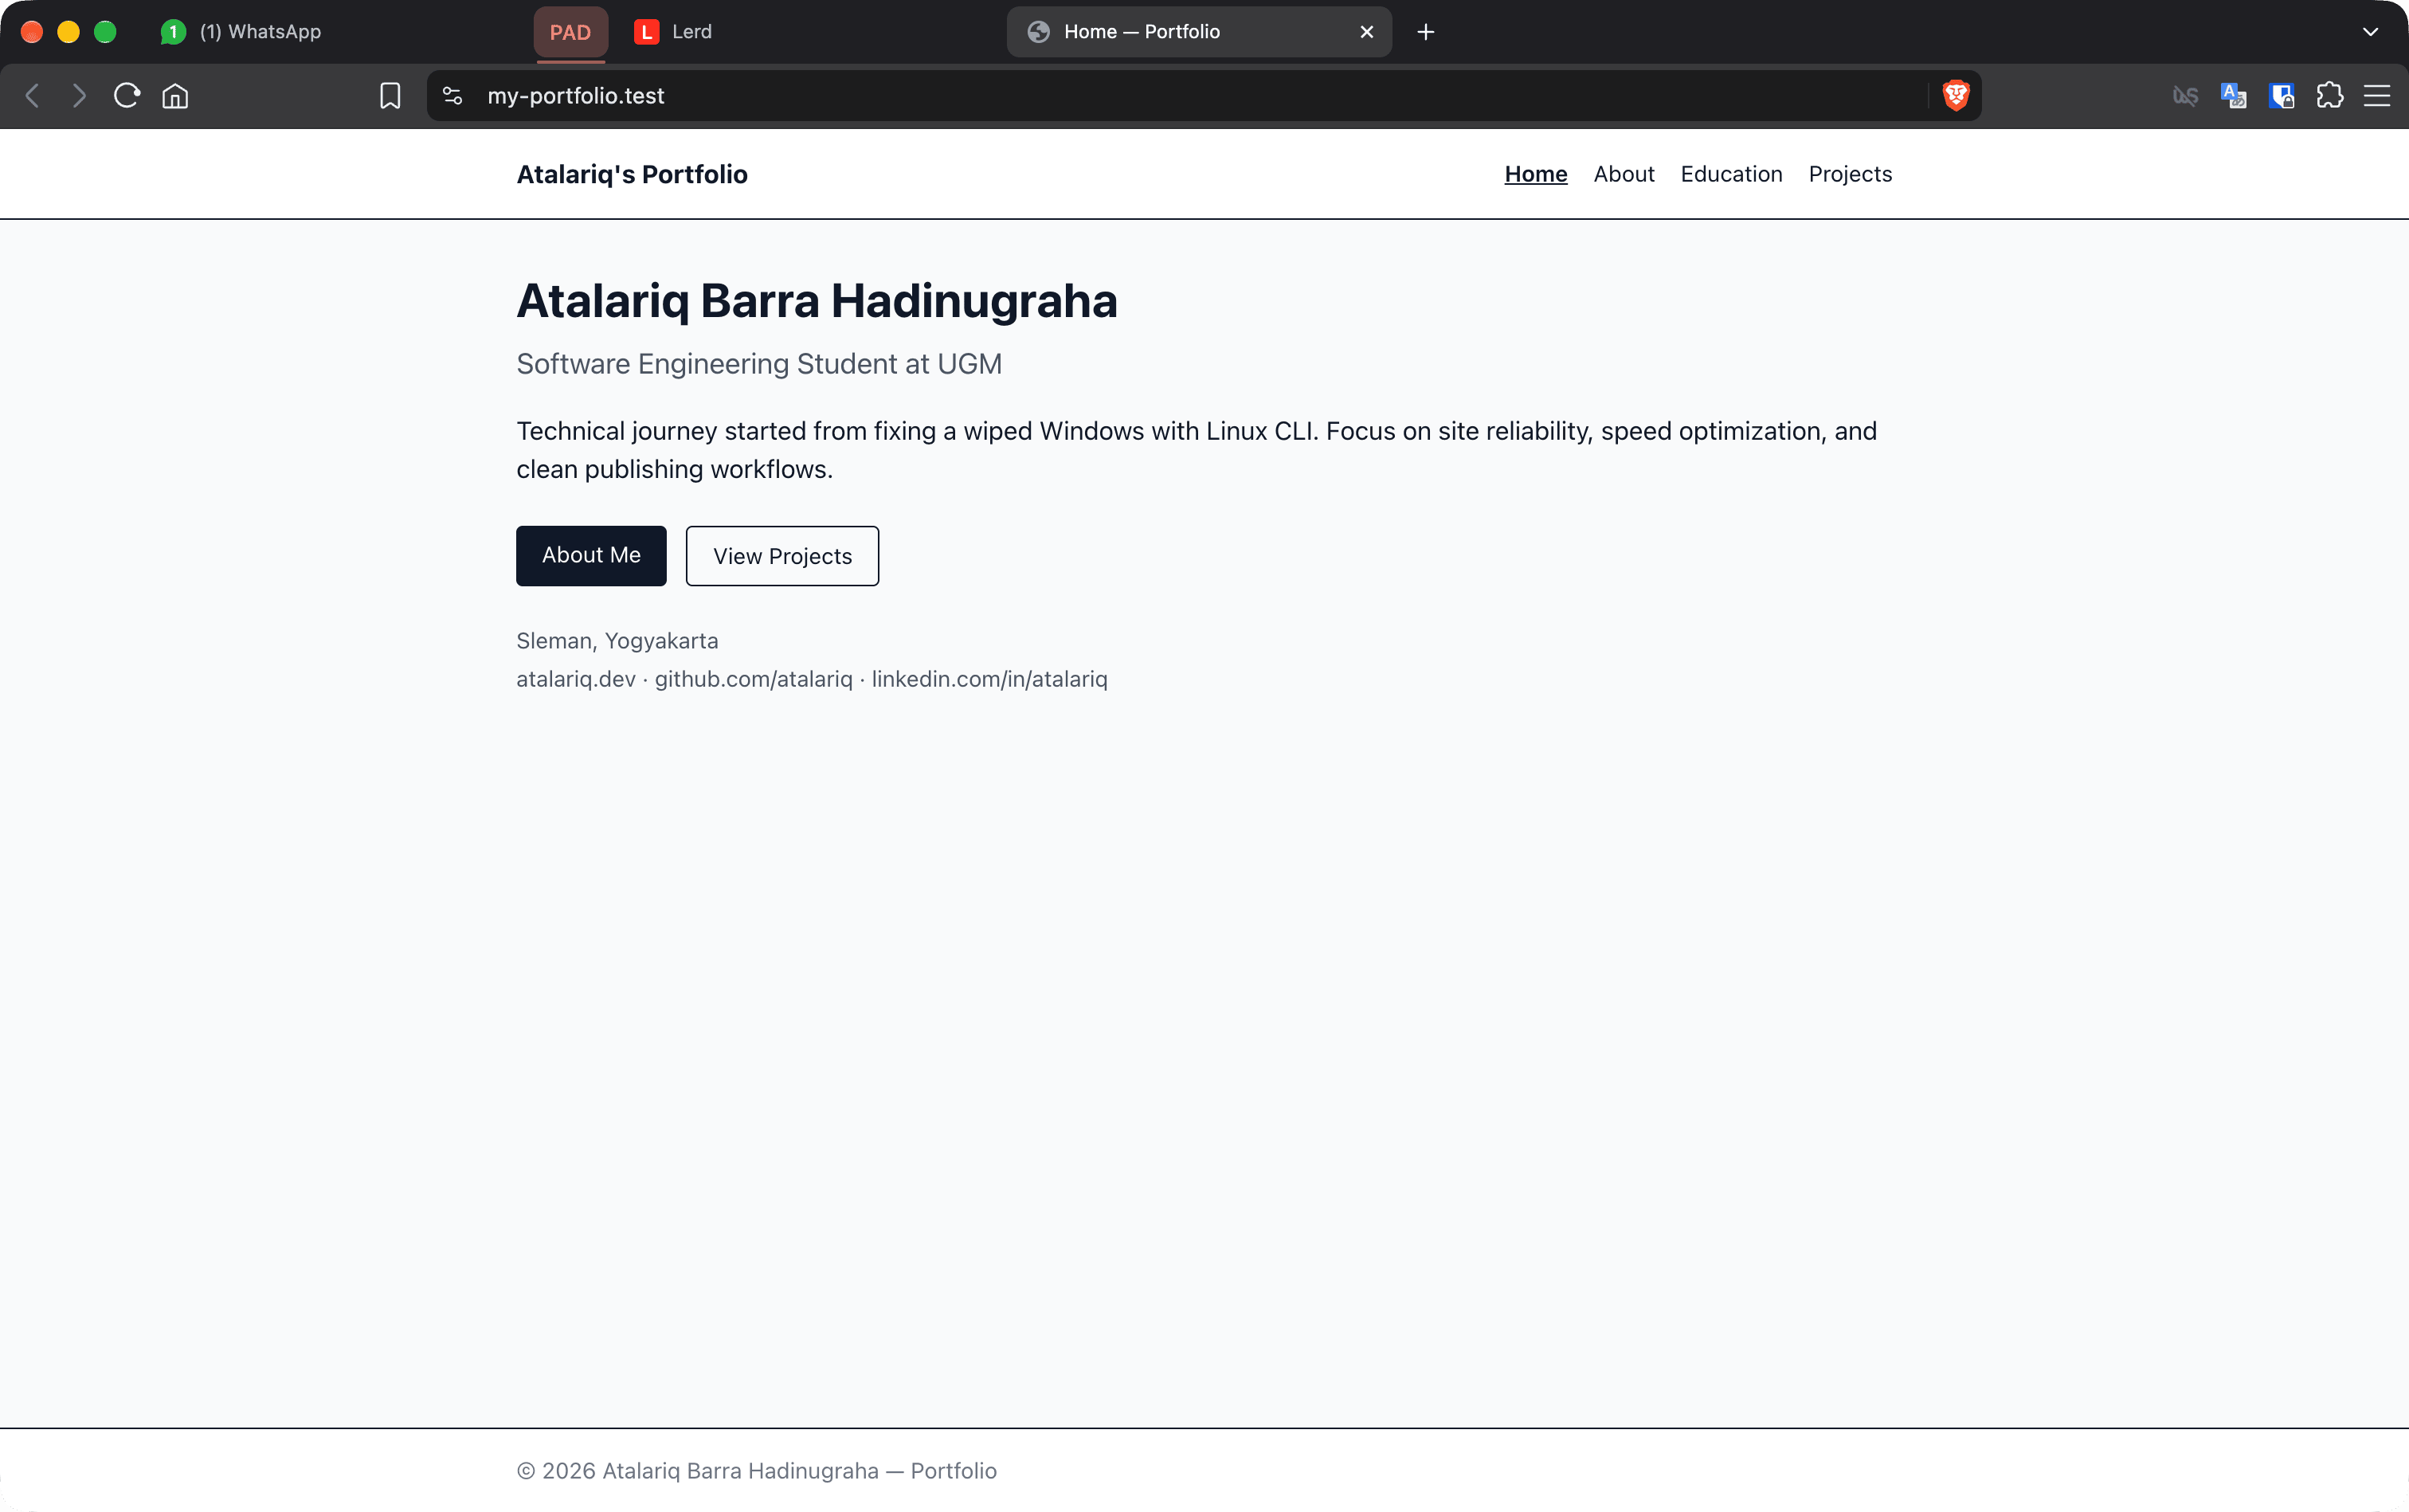 1 (1) WhatsApp
PAD
L Lerd
Home — Portfolio
my-portfolio.test
Atalariq's Portfolio
Home About Education Projects
Atalariq Barra Hadinugraha
Software Engineering Student at UGM
Technical journey started from fixing a wiped Windows with Linux CLI. Focus on site reliability, speed optimization, and
clean publishing workflows.
About Me
View Projects
Sleman, Yogyakarta
atalariq.dev · github.com/atalariq · linkedin.com/in/atalariq
© 2026 Atalariq Barra Hadinugraha — Portfolio